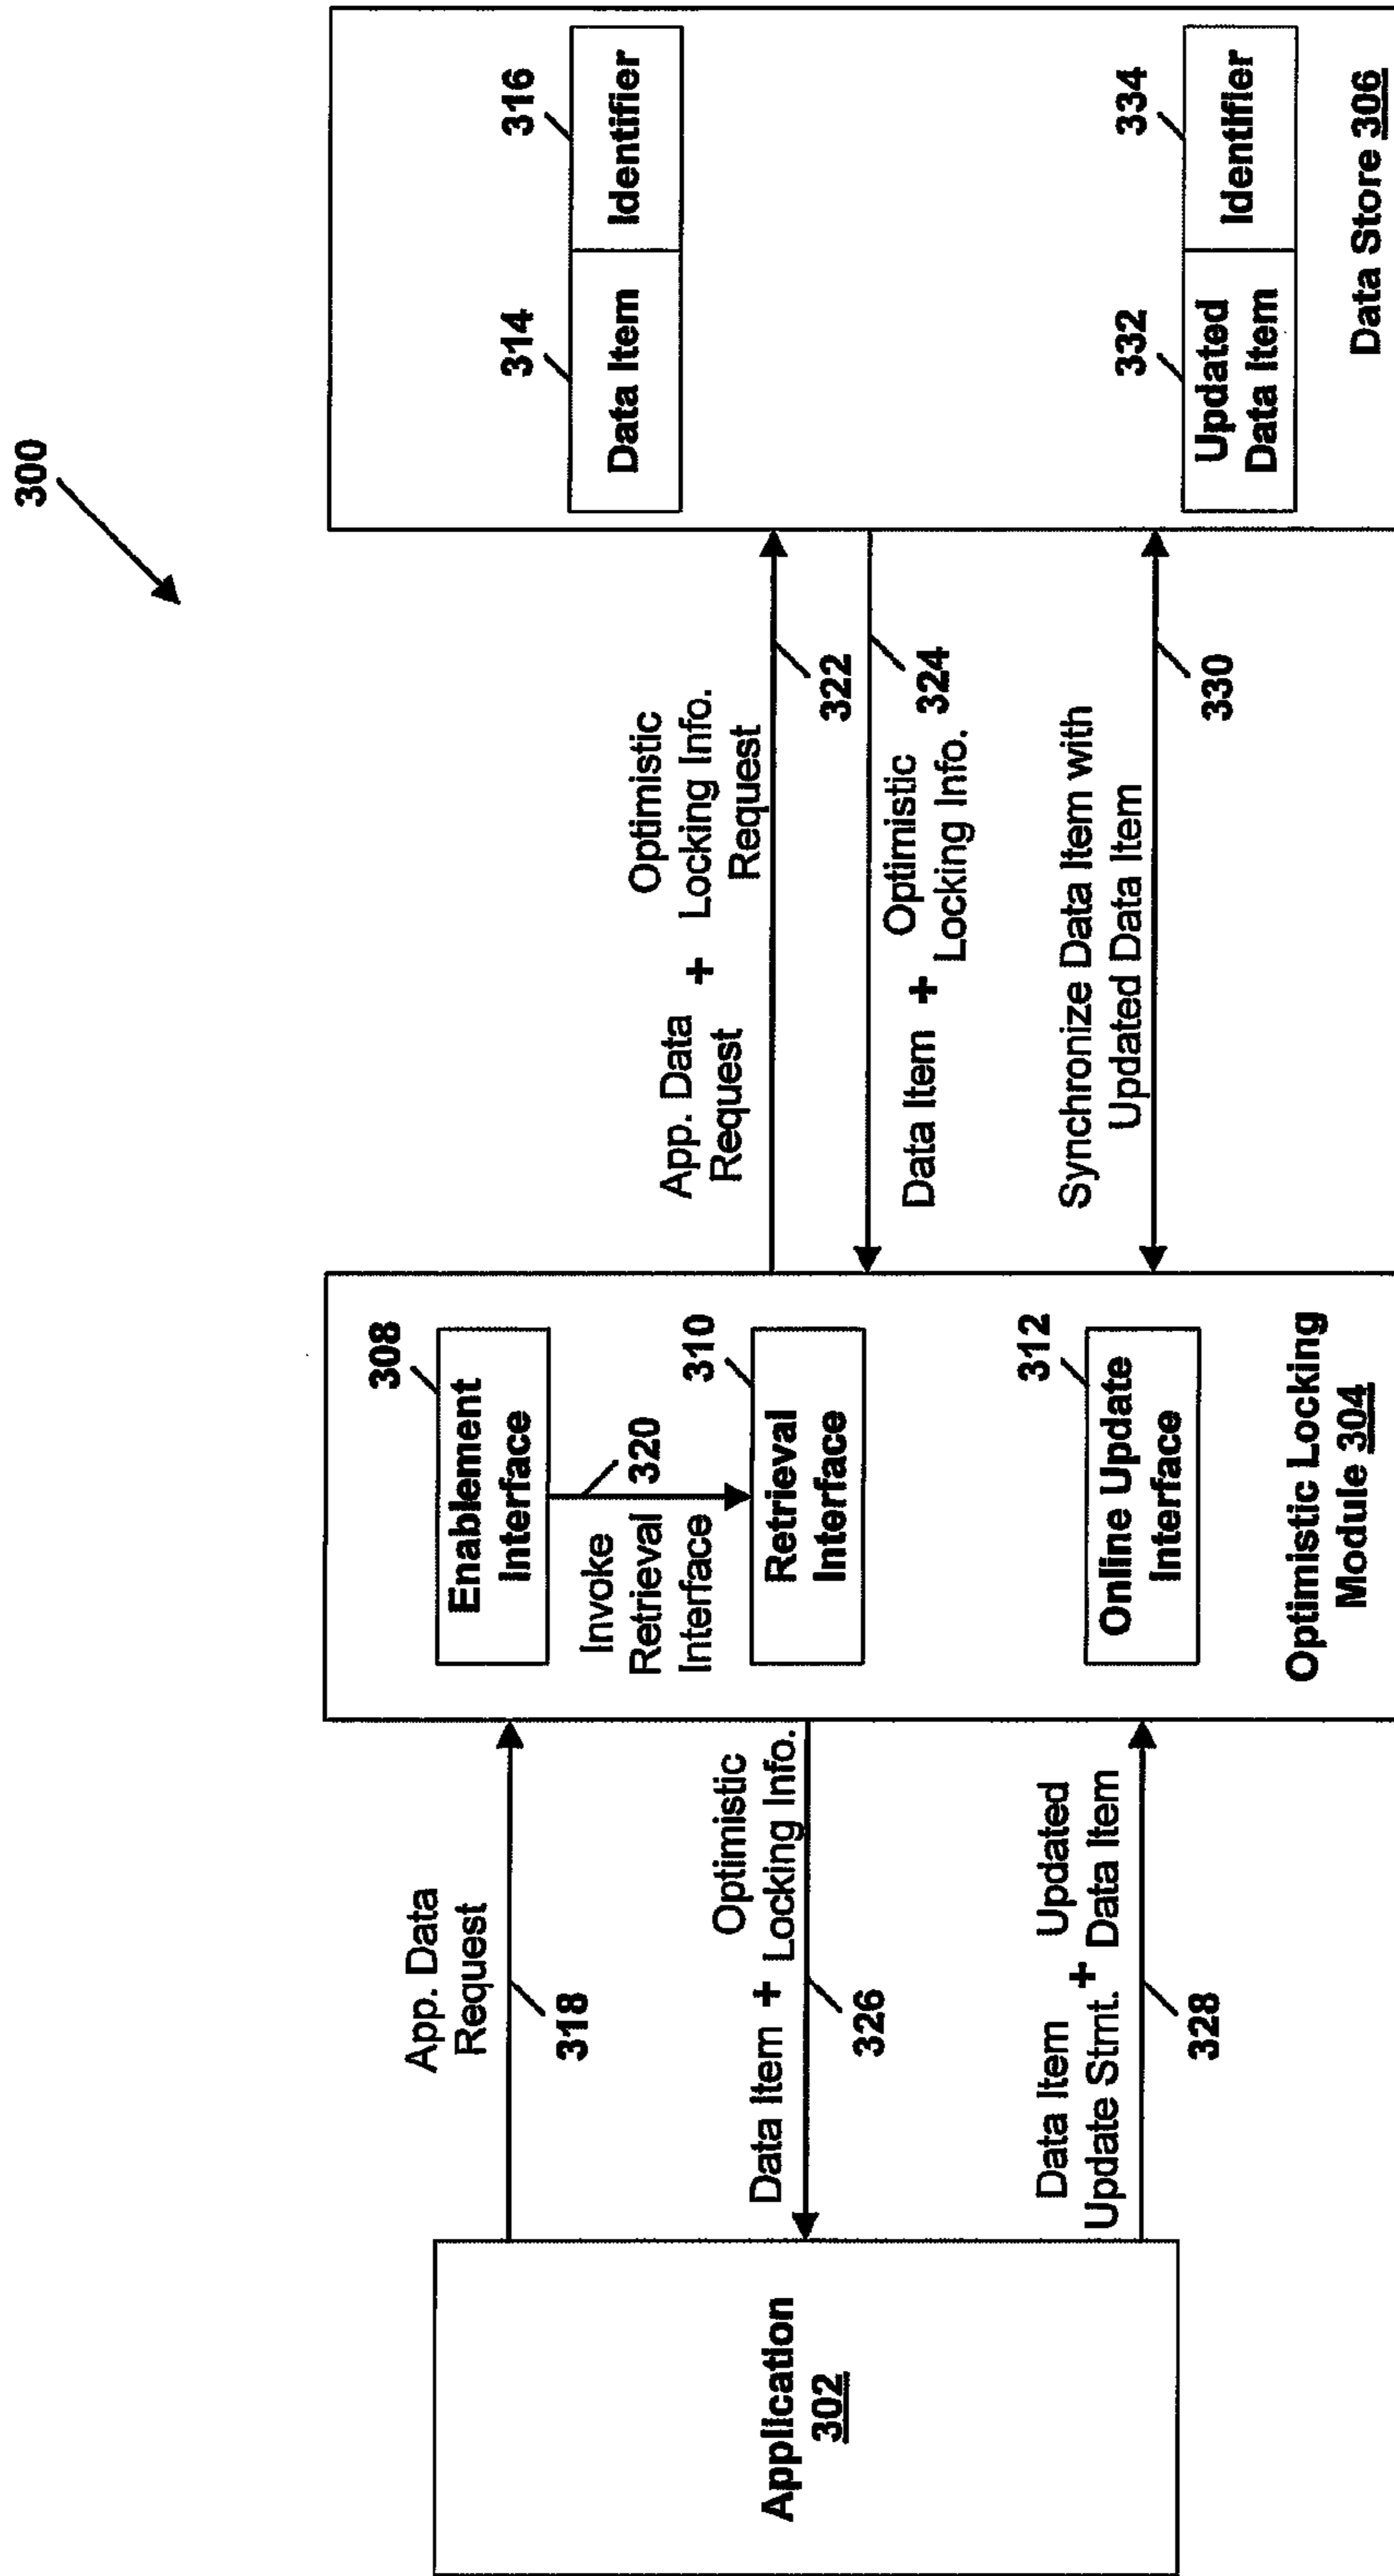 300
Application
302
App. Data
Request
318
Optimistic
Data Item + Locking Info.
326
Data Item
Update Stmt. + Updated
Data Item
328
308
Enablement
Interface
Invoke
Retrieval
Interface
320
310
Retrieval
Interface
312
Online Update
Interface
Optimistic Locking
Module 304
App. Data
Request
+
Optimistic
Locking Info.
Request
322
324
Optimistic
Data Item + Locking Info.
Synchronize Data Item with
Updated Data Item
330
314
316
Data Item
Identifier
332
334
Updated
Data Item
Identifier
Data Store 306